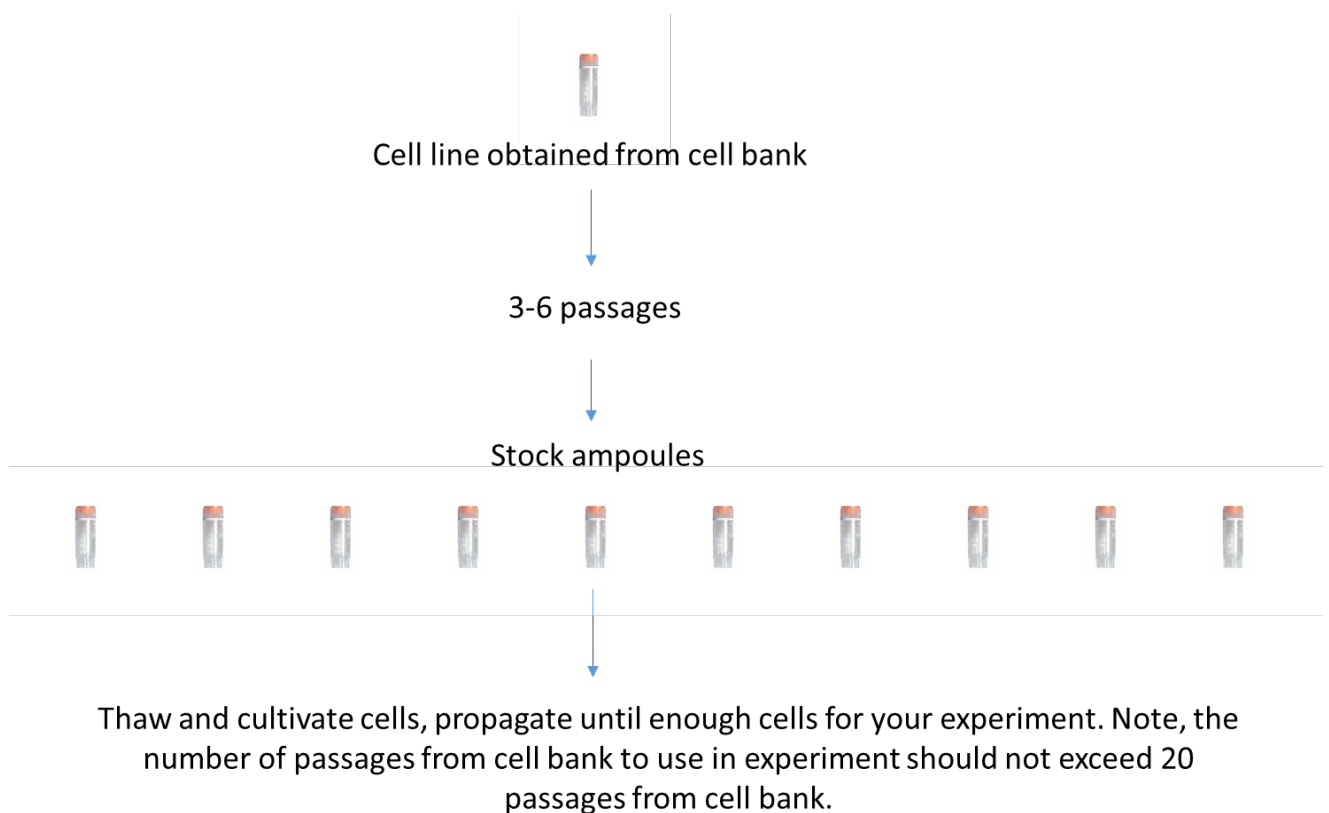 Cell line obtained from cell bank
3-6 passages
Stock ampoules
Thaw and cultivate cells, propagate until enough cells for your experiment. Note, the
number of passages from cell bank to use in experiment should not exceed 20
passages from cell bank.